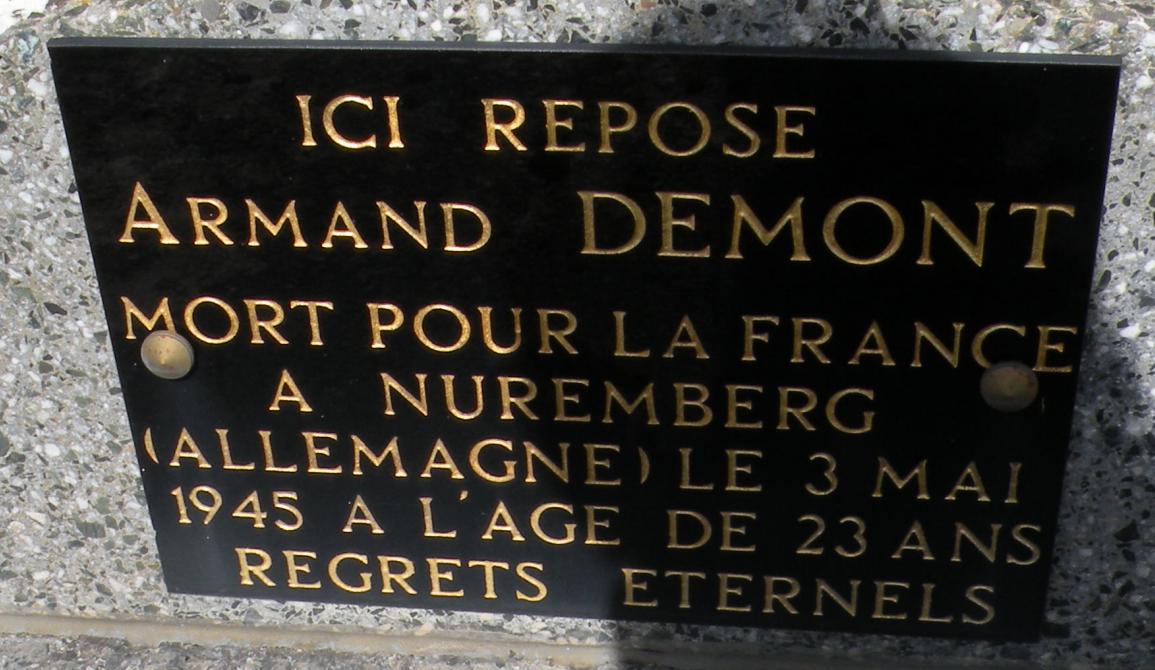 ICI REPOSE
ARMAND DEMONT
MORT POUR LA FRANCE
A NUREMBERG
(ALLEMAGNE) LE 3 MAI
1945 A L'AGE DE 23 ANS
REGRETS ETERNELS